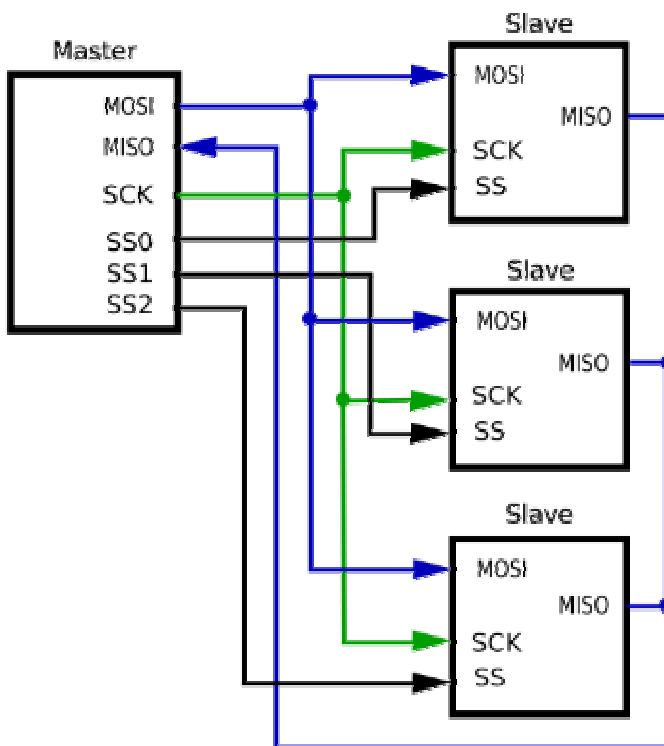 Master
MOSI
MISO
SCK
SS0
SS1
SS2
Slave
MOSI
MISO
SCK
SS
Slave
MOSI
MISO
SCK
SS
Slave
MOSI
MISO
SCK
SS